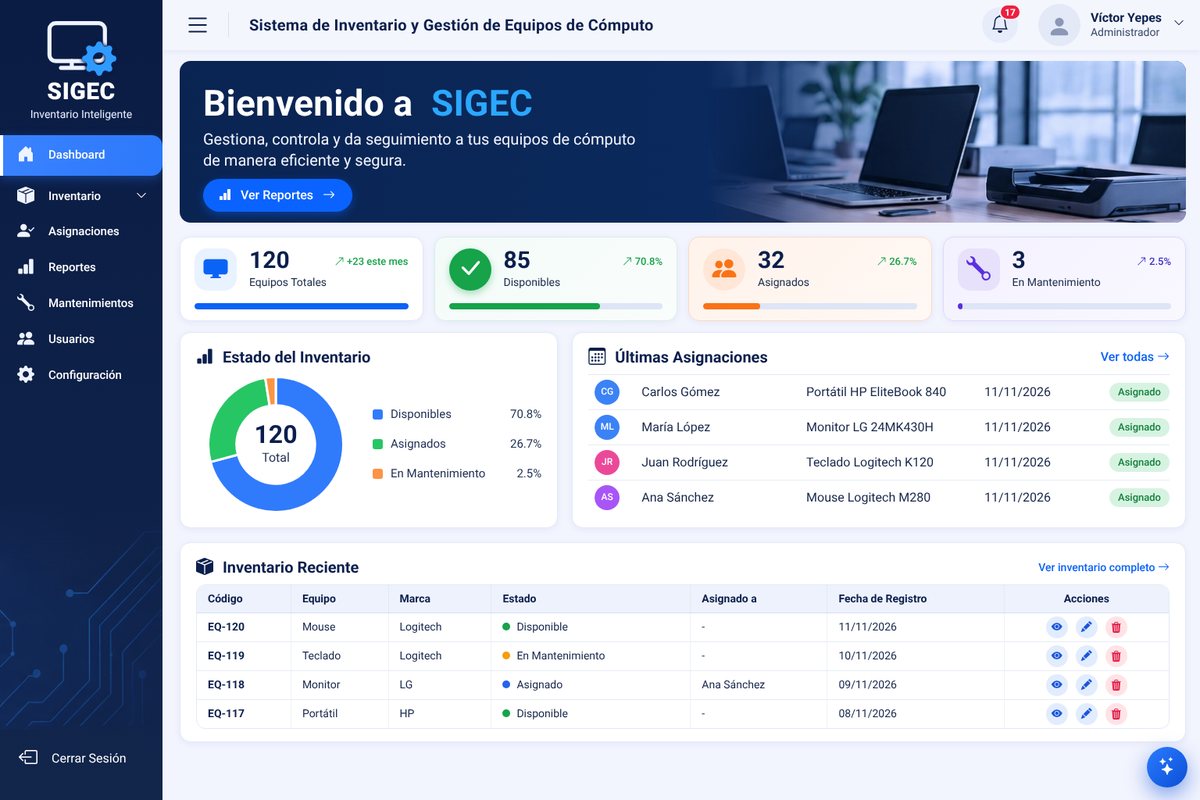 SIGEC
Inventario Inteligente
Dashboard
Inventario
Asignaciones
Reportes
Mantenimientos
Usuarios
Configuración
Cerrar Sesión
Sistema de Inventario y Gestión de Equipos de Cómputo
17
Víctor Yepes
Administrador
Bienvenido a SIGEC
Gestiona, controla y da seguimiento a tus equipos de cómputo
de manera eficiente y segura.
Ver Reportes →
120
Equipos Totales
↗ +23 este mes
85
Disponibles
↗ 70.8%
32
Asignados
↗ 26.7%
3
En Mantenimiento
↗ 2.5%
Estado del Inventario
120
Total
Disponibles 70.8%
Asignados 26.7%
En Mantenimiento 2.5%
Últimas Asignaciones
Ver todas →
CG Carlos Gómez Portátil HP EliteBook 840 11/11/2026 Asignado
ML María López Monitor LG 24MK430H 11/11/2026 Asignado
JR Juan Rodríguez Teclado Logitech K120 11/11/2026 Asignado
AS Ana Sánchez Mouse Logitech M280 11/11/2026 Asignado
Inventario Reciente
Ver inventario completo →
Código Equipo Marca Estado Asignado a Fecha de Registro Acciones
EQ-120 Mouse Logitech Disponible - 11/11/2026
EQ-119 Teclado Logitech En Mantenimiento - 10/11/2026
EQ-118 Monitor LG Asignado Ana Sánchez 09/11/2026
EQ-117 Portátil HP Disponible - 08/11/2026